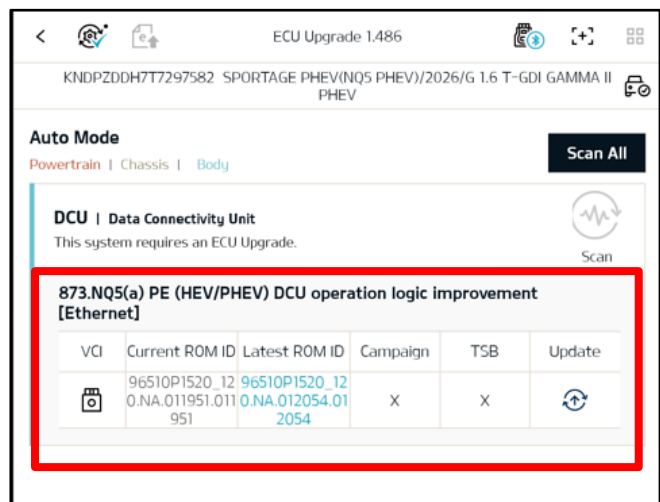 ECU Upgrade 1.486
KNDPZDDH7T7297582 SPORTAGE PHEV(NQ5 PHEV)/2026/G 1.6 T-GDI GAMMA II
PHEV
Auto Mode
Scan All
Powertrain | Chassis | Body
DCU | Data Connectivity Unit
This system requires an ECU Upgrade.
Scan
873.NQ5(a) PE (HEV/PHEV) DCU operation logic improvement
[Ethernet]
VCI Current ROM ID Latest ROM ID Campaign TSB Update
96510P1520_12 96510P1520_12
0.NA.011951.011 0.NA.012054.01 X X
951 2054